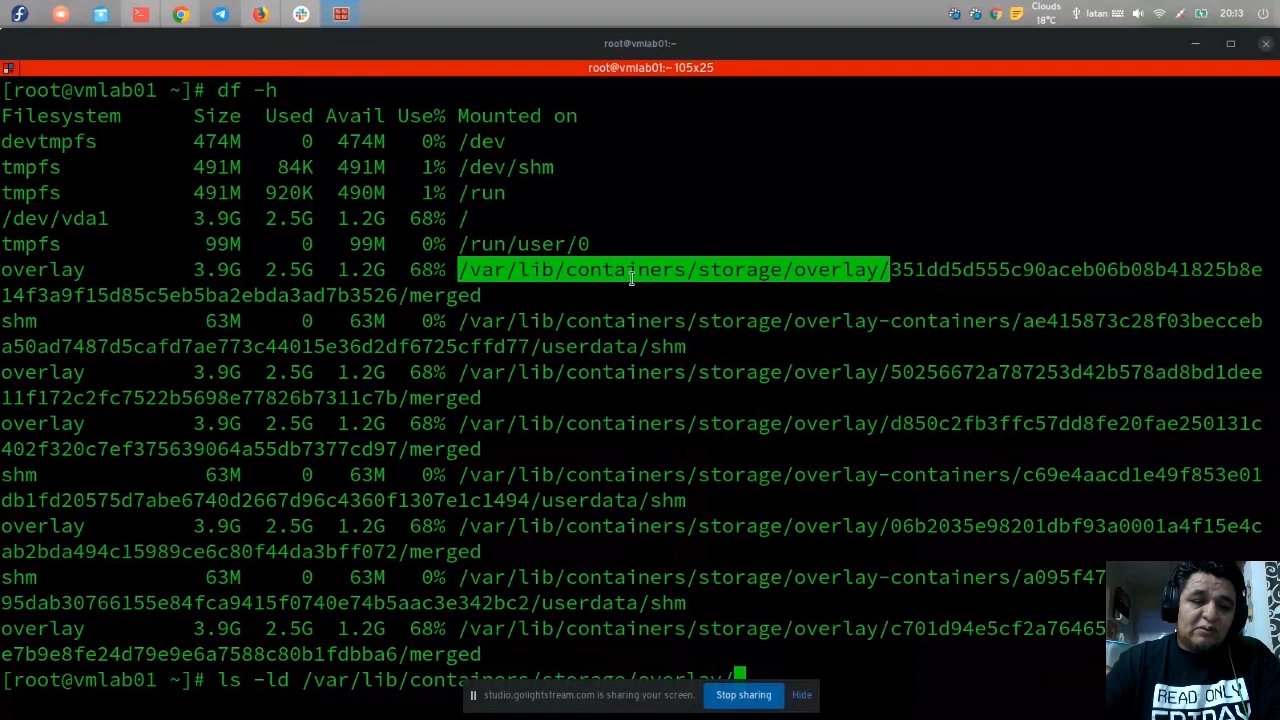 Clouds
18°C
latam
20:13
root@vmlab01:~
root@vmlab01:~ 105x25
[root@vmlab01 ~]# df -h
Filesystem Size Used Avail Use% Mounted on
devtmpfs 474M 0 474M 0% /dev
tmpfs 491M 84K 491M 1% /dev/shm
tmpfs 491M 920K 490M 1% /run
/dev/vda1 3.9G 2.5G 1.2G 68% /
tmpfs 99M 0 99M 0% /run/user/0
overlay 3.9G 2.5G 1.2G 68% /var/lib/containers/storage/overlay/351dd5d555c90aceb06b08b41825b8e
14f3a9f15d85c5eb5ba2ebda3ad7b3526/merged
shm 63M 0 63M 0% /var/lib/containers/storage/overlay-containers/ae415873c28f03becceb
a50ad7487d5cafd7ae773c44015e36d2df6725cffd77/userdata/shm
overlay 3.9G 2.5G 1.2G 68% /var/lib/containers/storage/overlay/50256672a787253d42b578ad8bd1dee
11f172c2fc7522b5698e77826b7311c7b/merged
overlay 3.9G 2.5G 1.2G 68% /var/lib/containers/storage/overlay/d850c2fb3ffc57dd8fe20fae250131c
402f320c7ef375639064a55db7377cd97/merged
shm 63M 0 63M 0% /var/lib/containers/storage/overlay-containers/c69e4aacd1e49f853e01
db1fd20575d7abe6740d2667d96c4360f1307e1c1494/userdata/shm
overlay 3.9G 2.5G 1.2G 68% /var/lib/containers/storage/overlay/06b2035e98201dbf93a0001a4f15e4c
ab2bda494c15989ce6c80f44da3bff072/merged
shm 63M 0 63M 0% /var/lib/containers/storage/overlay-containers/a095f47
95dab30766155e84fca9415f0740e74b5aac3e342bc2/userdata/shm
overlay 3.9G 2.5G 1.2G 68% /var/lib/containers/storage/overlay/c701d94e5cf2a76465
e7b9e8fe24d79e9e6a7588c80b1fdbba6/merged
[root@vmlab01 ~]# ls -ld /var/lib/containers/storage/overlay/
studio.golightstream.com is sharing your screen.
Stop sharing
Hide
READ ONLY
FRIDAY